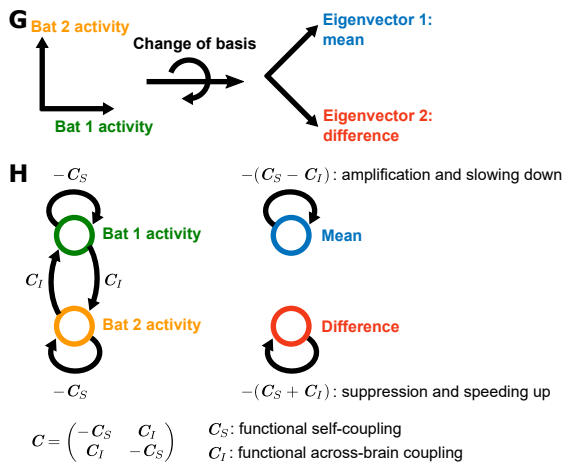 G
Bat 2 activity
Change of basis
Bat 1 activity
Eigenvector 1:
mean
Eigenvector 2:
difference
H
−C_S
−(C_S − C_I): amplification and slowing down
Bat 1 activity
Mean
C_I
C_I
Bat 2 activity
Difference
−C_S
−(C_S + C_I): suppression and speeding up
C = (−C_S C_I
C_I −C_S)
C_S: functional self-coupling
C_I: functional across-brain coupling